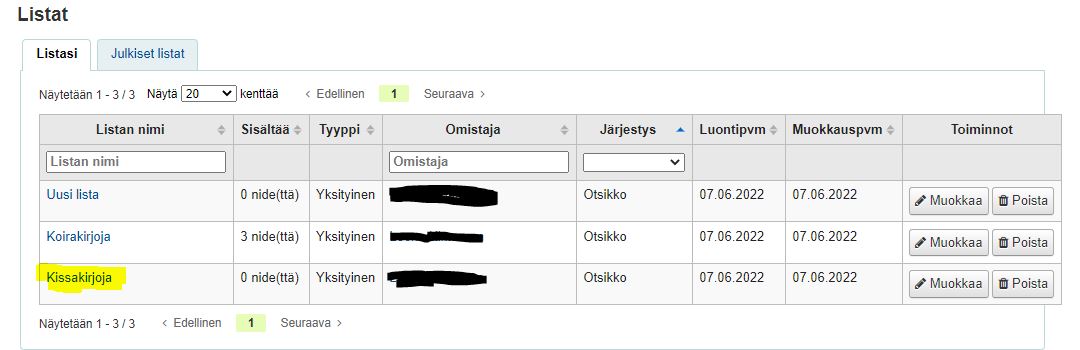 Listat
Listasi Julkiset listat
Näytetään 1 - 3 / 3 Näytä 20 kenttää Edellinen 1 Seuraava
Listan nimi Sisältää Tyyppi Omistaja Järjestys Luontipvm Muokkauspvm Toiminnot
Listan nimi Omistaja
Uusi lista 0 nide(ttä) Yksityinen Otsikko 07.06.2022 07.06.2022 Muokkaa Poista
Koirakirjoja 3 nide(ttä) Yksityinen Otsikko 07.06.2022 07.06.2022 Muokkaa Poista
Kissakirjoja 0 nide(ttä) Yksityinen Otsikko 07.06.2022 07.06.2022 Muokkaa Poista
Näytetään 1 - 3 / 3 Edellinen 1 Seuraava